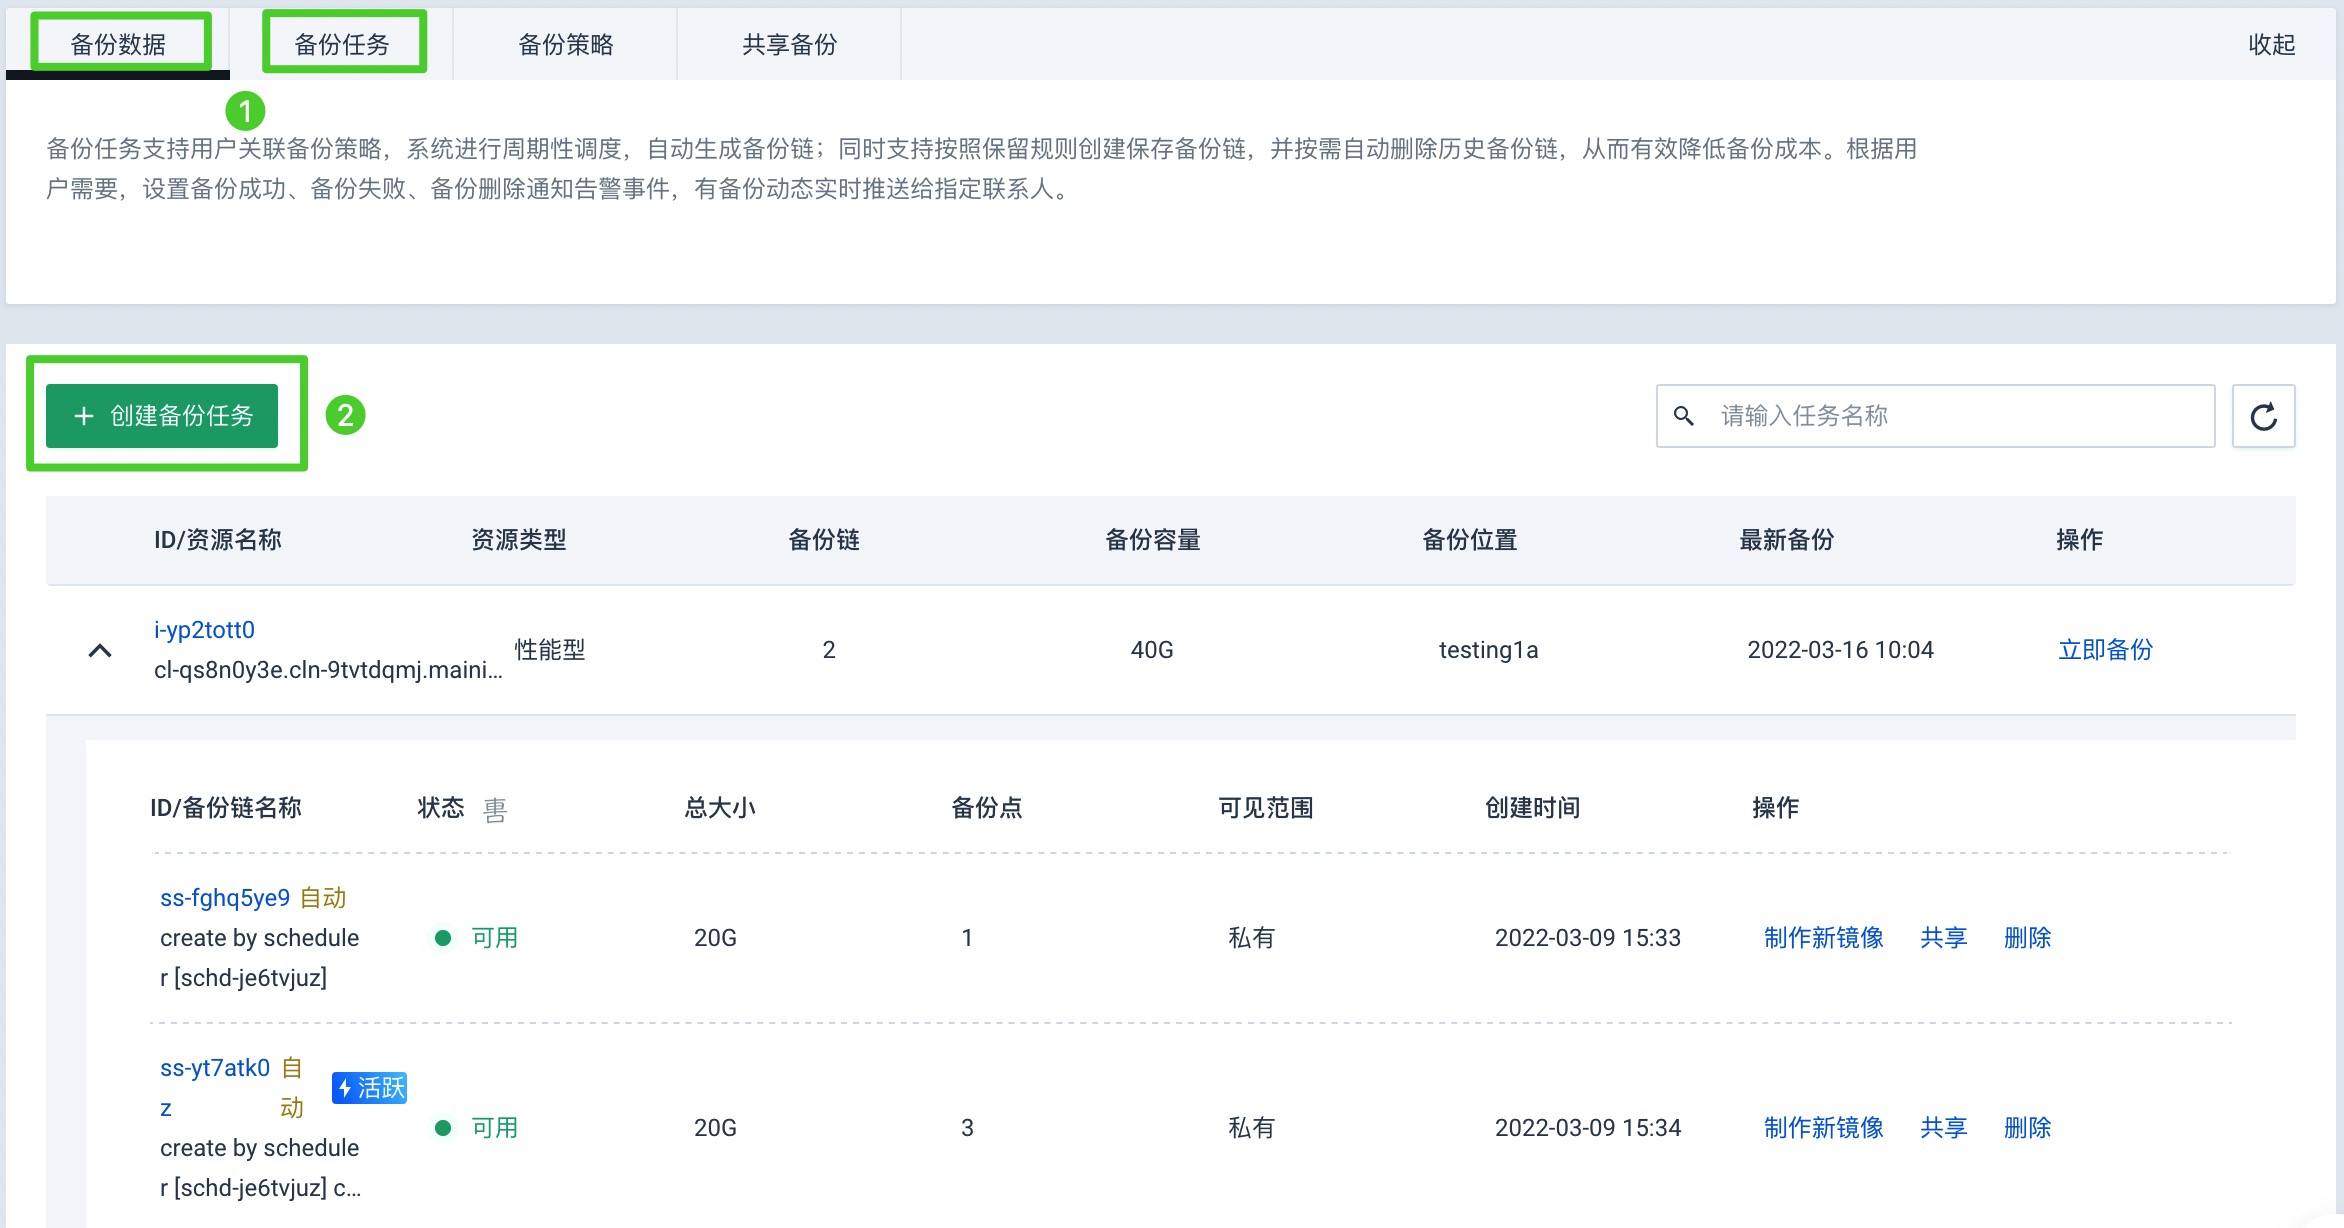 备份数据 备份任务 备份策略 共享备份 收起
1
备份任务支持用户关联备份策略，系统进行周期性调度，自动生成备份链；同时支持按照保留规则创建保存备份链，并按需自动删除历史备份链，从而有效降低备份成本。根据用
户需要，设置备份成功、备份失败、备份删除通知告警事件，有备份动态实时推送给指定联系人。
+ 创建备份任务 2 请输入任务名称
ID/资源名称 资源类型 备份链 备份容量 备份位置 最新备份 操作
i-yp2tott0
cl-qs8n0y3e.cln-9tvtdqmj.maini... 性能型 2 40G testing1a 2022-03-16 10:04 立即备份
ID/备份链名称 状态 总大小 备份点 可见范围 创建时间 操作
ss-fghq5ye9 自动
create by schedule 可用 20G 1 私有 2022-03-09 15:33 制作新镜像 共享 删除
r [schd-je6tvjuz]
ss-yt7atk0 自
z 动 活跃
可用 20G 3 私有 2022-03-09 15:34 制作新镜像 共享 删除
create by schedule
r [schd-je6tvjuz] c...